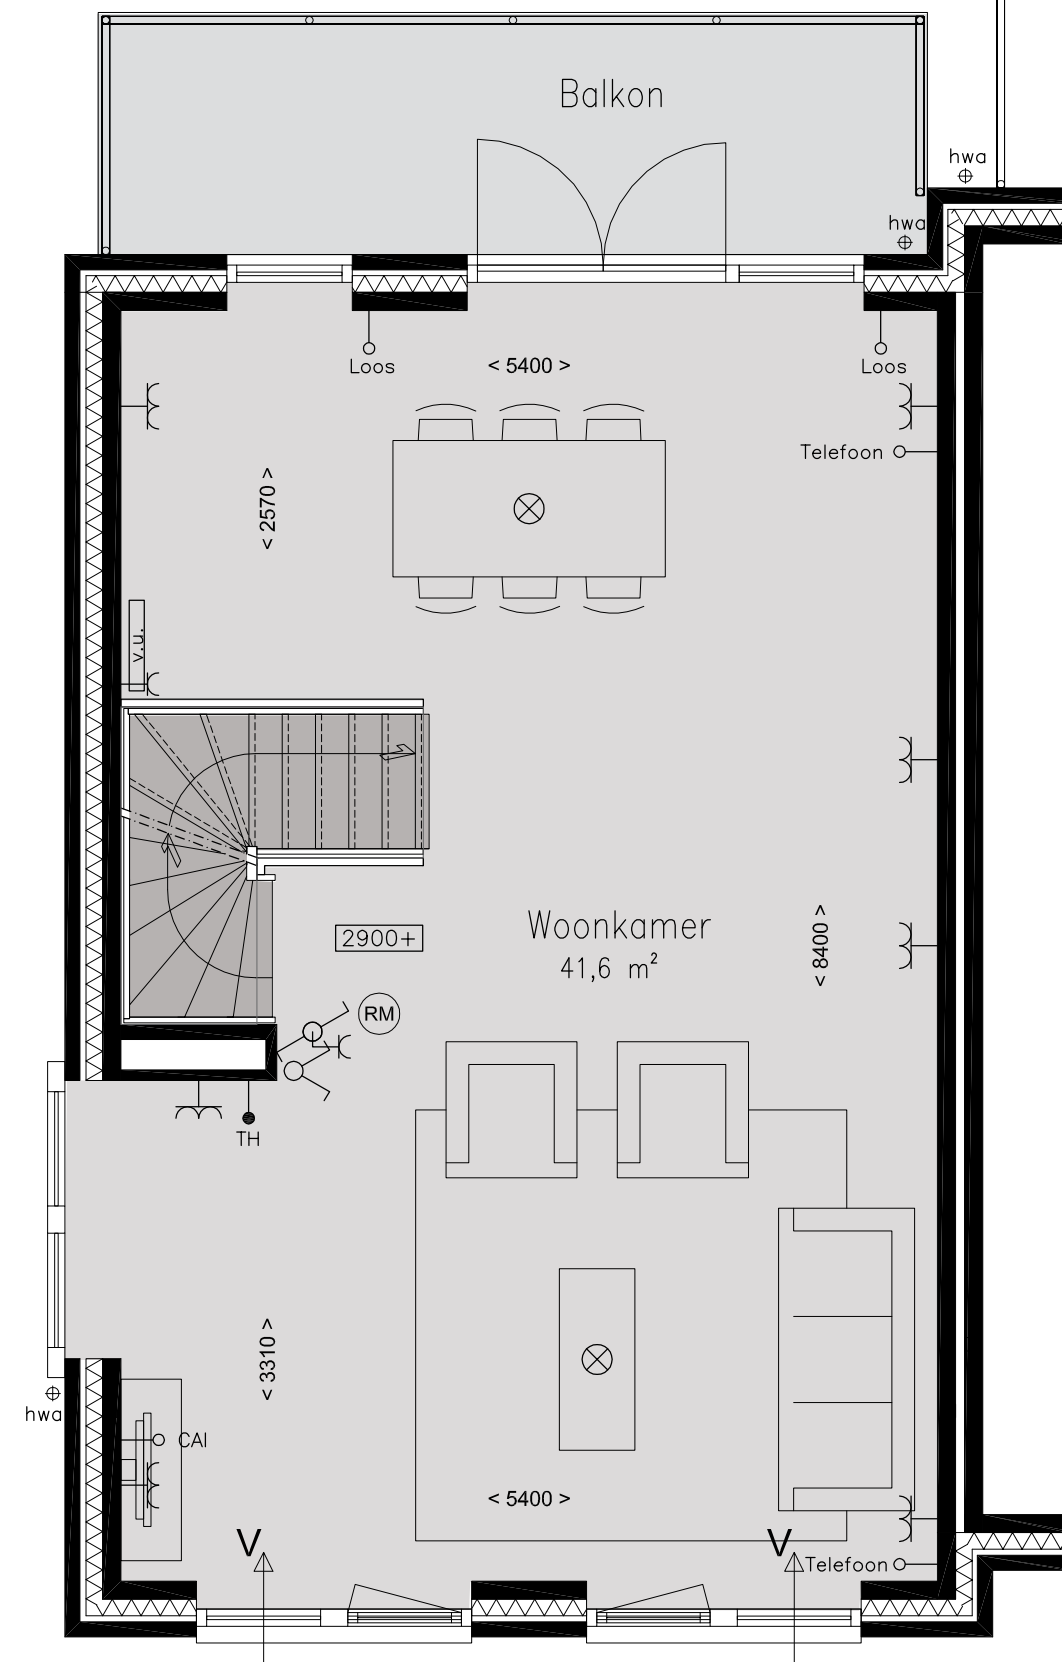 Balkon
hwa
hwa
Loos
< 5400 >
Loos
Telefoon
< 2570 >
v.u.
Woonkamer
41,6 m²
2900+
< 8400 >
RM
TH
< 3310 >
hwa
CAI
< 5400 >
V
V
Telefoon